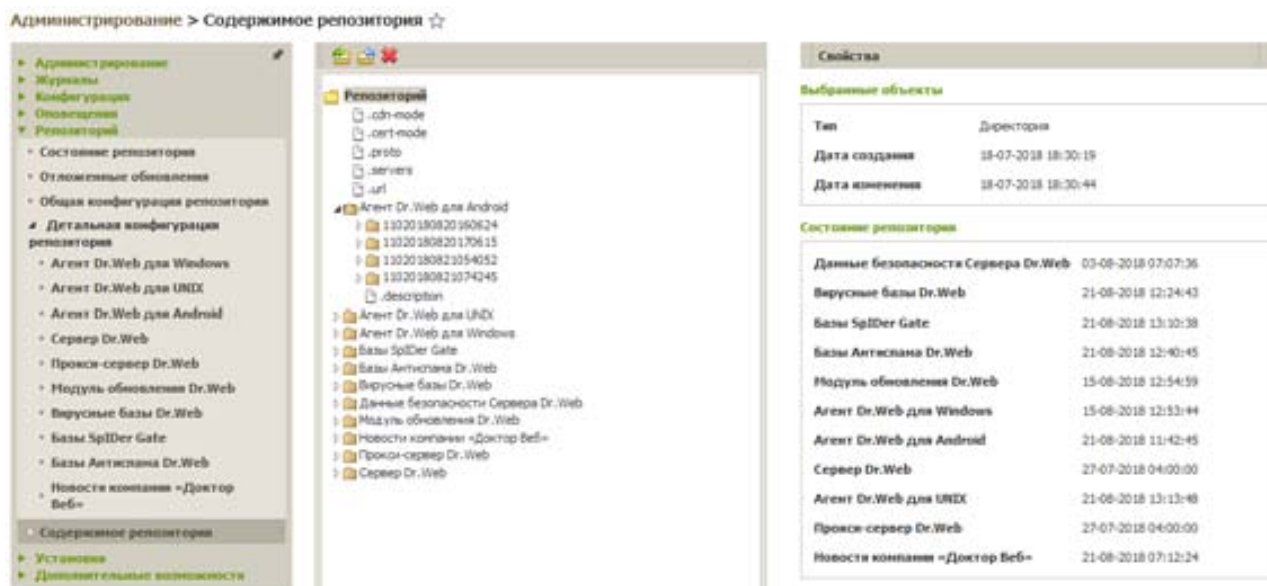 Администрирование > Содержимое репозитория
Администрирование
Журналы
Конфигурация
Оповещения
Репозиторий
Состояние репозитория
Отложенные обновления
Общая конфигурация репозитория
Детальная конфигурация
репозитория
Агент Dr.Web для Windows
Агент Dr.Web для UNIX
Агент Dr.Web для Android
Сервер Dr.Web
Прокси-сервер Dr.Web
Модуль обновления Dr.Web
Вирусные базы Dr.Web
Базы SpIDer Gate
Базы Антиспама Dr.Web
Новости компании «Доктор
Веб»
Содержимое репозитория
Установка
Дополнительные возможности
Репозиторий
.cdn-mode
.cert-mode
.proto
.servers
.url
Агент Dr.Web для Android
11020180820160624
11020180820170615
11020180821054052
11020180821074245
.description
Агент Dr.Web для UNIX
Агент Dr.Web для Windows
Базы SpIDer Gate
Базы Антиспама Dr.Web
Вирусные базы Dr.Web
Данные безопасности Сервера Dr.Web
Модуль обновления Dr.Web
Новости компании «Доктор Веб»
Прокси-сервер Dr.Web
Сервер Dr.Web
Свойства
Выбранные объекты
Тип Директория
Дата создания 18-07-2018 18:30:19
Дата изменения 18-07-2018 18:30:44
Состояние репозитория
Данные безопасности Сервера Dr.Web 03-08-2018 07:07:36
Вирусные базы Dr.Web 21-08-2018 12:24:43
Базы SpIDer Gate 21-08-2018 13:10:38
Базы Антиспама Dr.Web 21-08-2018 12:40:45
Модуль обновления Dr.Web 15-08-2018 12:54:59
Агент Dr.Web для Windows 15-08-2018 12:53:44
Агент Dr.Web для Android 21-08-2018 11:42:45
Сервер Dr.Web 27-07-2018 04:00:00
Агент Dr.Web для UNIX 21-08-2018 13:13:48
Прокси-сервер Dr.Web 27-07-2018 04:00:00
Новости компании «Доктор Веб» 21-08-2018 07:12:24